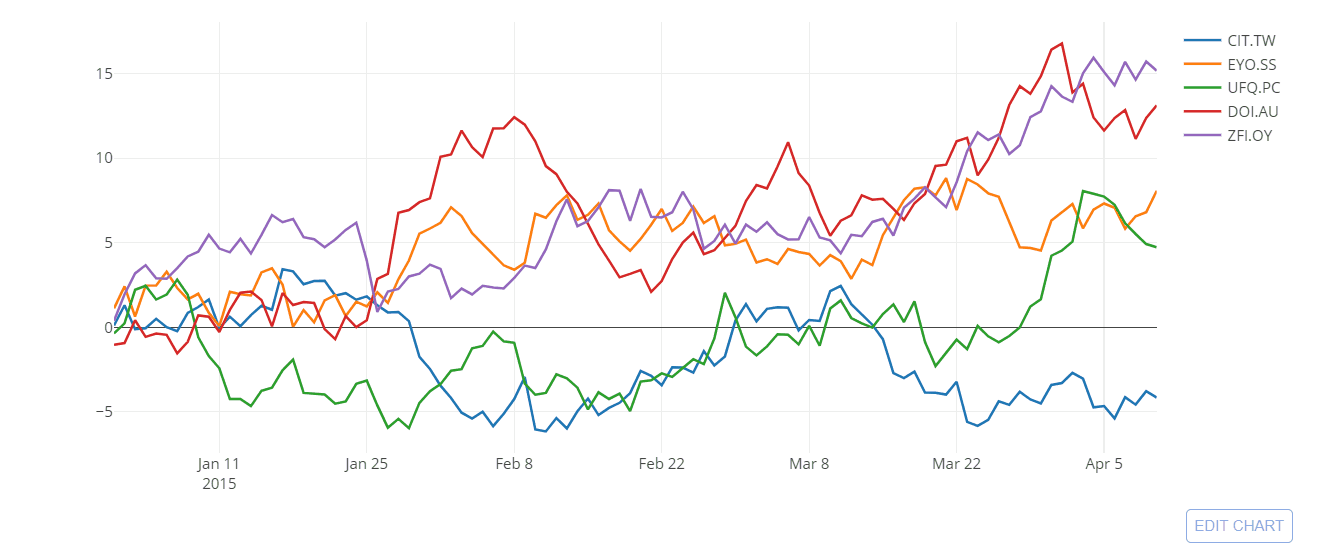 15
10
5
0
−5
Jan 11
2015
Jan 25
Feb 8
Feb 22
Mar 8
Mar 22
Apr 5
CIT.TW
EYO.SS
UFQ.PC
DOI.AU
ZFI.OY
EDIT CHART